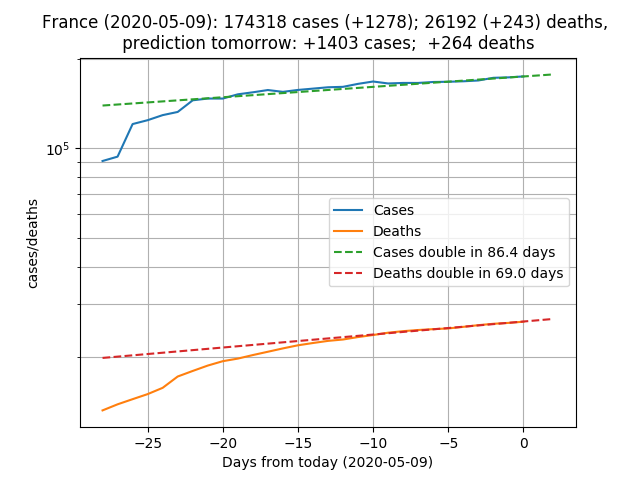 France (2020-05-09): 174318 cases (+1278); 26192 (+243) deaths,
prediction tomorrow: +1403 cases;  +264 deaths
10^5
cases/deaths
Cases
Deaths
Cases double in 86.4 days
Deaths double in 69.0 days
−25 −20 −15 −10 −5 0
Days from today (2020-05-09)